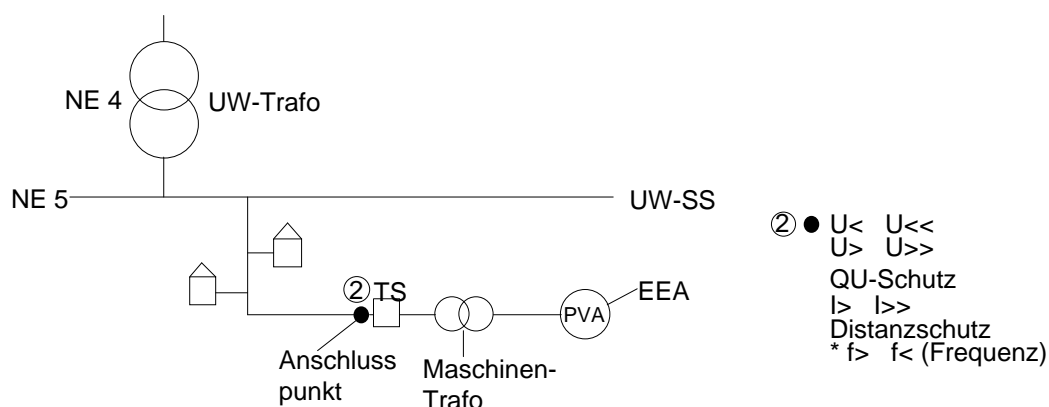 NE 4
UW-Trafo
NE 5
UW-SS
② TS
EEA
PVA
Anschluss
punkt
Maschinen-
Trafo
② ● U< U<<
U> U>>
QU-Schutz
I> I>>
Distanzschutz
* f> f< (Frequenz)